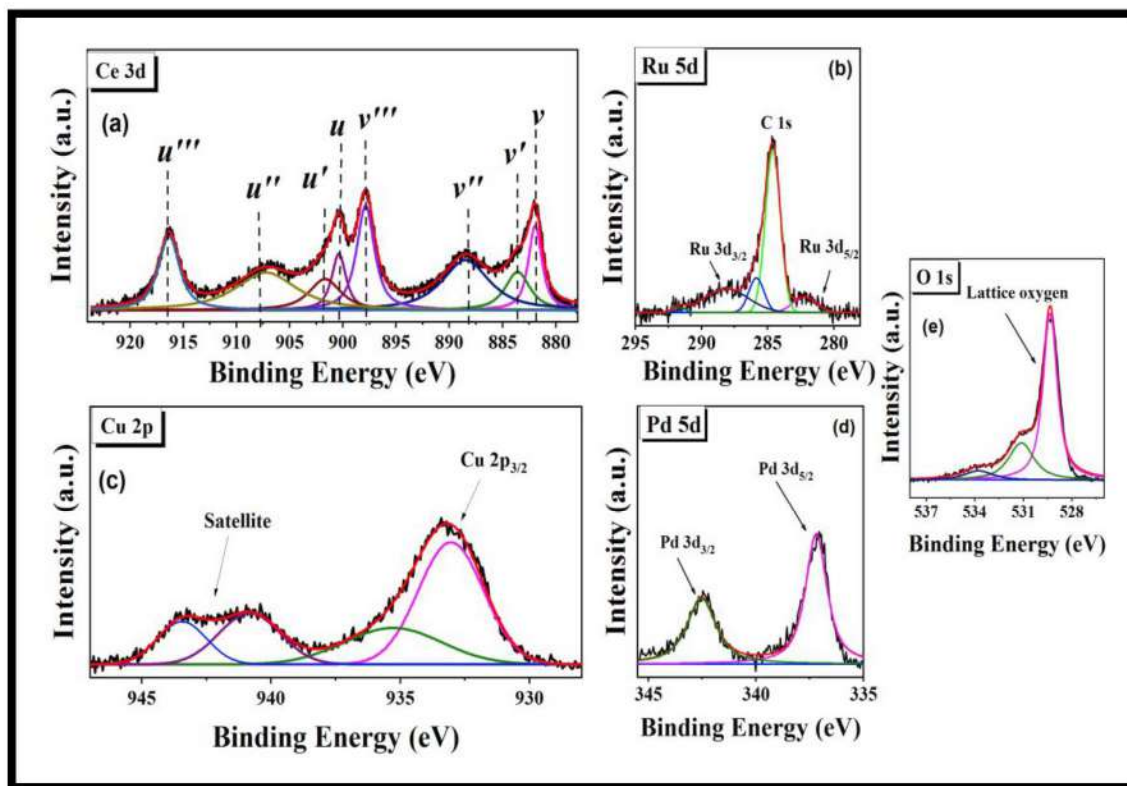 Ce 3d
(a)
u'''
u''
u'
u
v'''
v''
v'
v
Intensity (a.u.)
920 915 910 905 900 895 890 885 880
Binding Energy (eV)
Ru 5d
(b)
C 1s
Ru 3d3/2
Ru 3d5/2
Intensity (a.u.)
295 290 285 280
Binding Energy (eV)
Cu 2p
(c)
Satellite
Cu 2p3/2
Intensity (a.u.)
945 940 935 930
Binding Energy (eV)
Pd 5d
(d)
Pd 3d5/2
Pd 3d3/2
Intensity (a.u.)
345 340 335
Binding Energy (eV)
O 1s
Lattice oxygen
(e)
Intensity (a.u.)
537 534 531 528
Binding Energy (eV)